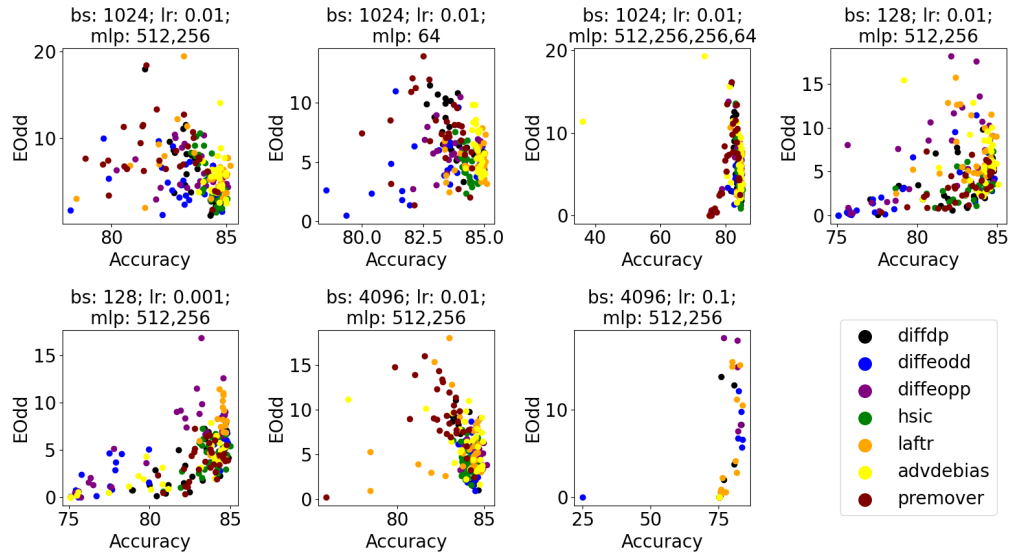 bs: 1024; lr: 0.01;
mlp: 512,256
20
10
EOdd
80
85
Accuracy
bs: 1024; lr: 0.01;
mlp: 64
15
10
5
0
EOdd
80.0
82.5
85.0
Accuracy
bs: 1024; lr: 0.01;
mlp: 512,256,256,64
20
10
0
EOdd
40
60
80
Accuracy
bs: 128; lr: 0.01;
mlp: 512,256
15
10
5
0
EOdd
75
80
85
Accuracy
bs: 128; lr: 0.001;
mlp: 512,256
15
10
5
0
EOdd
75
80
85
Accuracy
bs: 4096; lr: 0.01;
mlp: 512,256
15
10
5
0
EOdd
80
85
Accuracy
bs: 4096; lr: 0.1;
mlp: 512,256
20
10
0
EOdd
25
50
75
Accuracy
diffdp
diffeodd
diffeopp
hsic
laftr
advdebias
premover